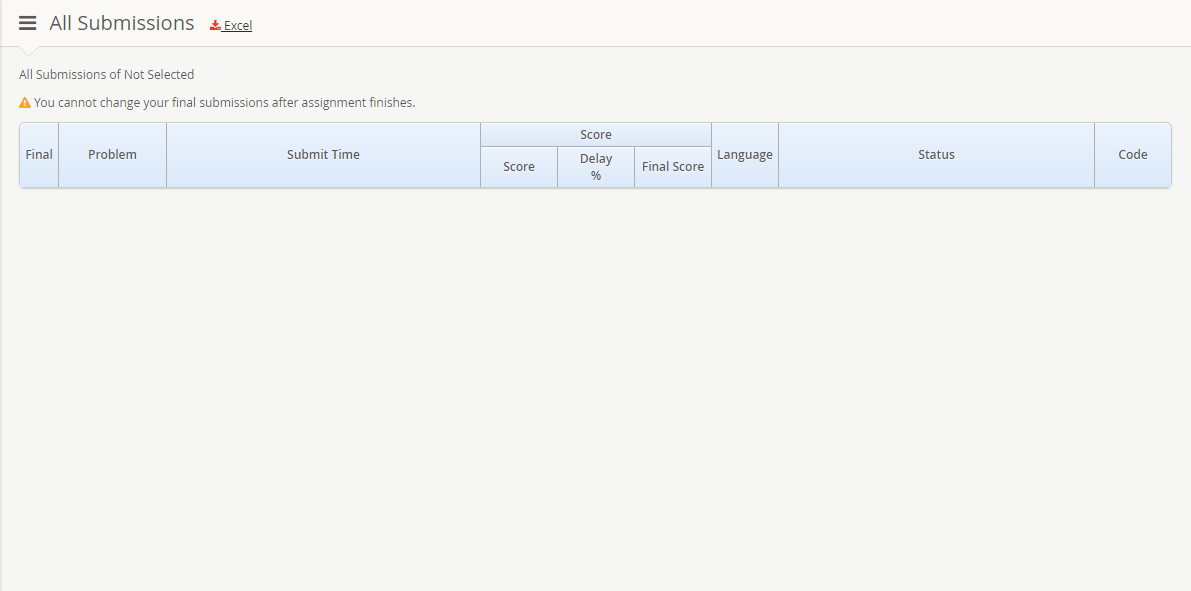 All Submissions Excel
All Submissions of Not Selected
You cannot change your final submissions after assignment finishes.
Final Problem Submit Time Score Language Status Code
Score Delay % Final Score